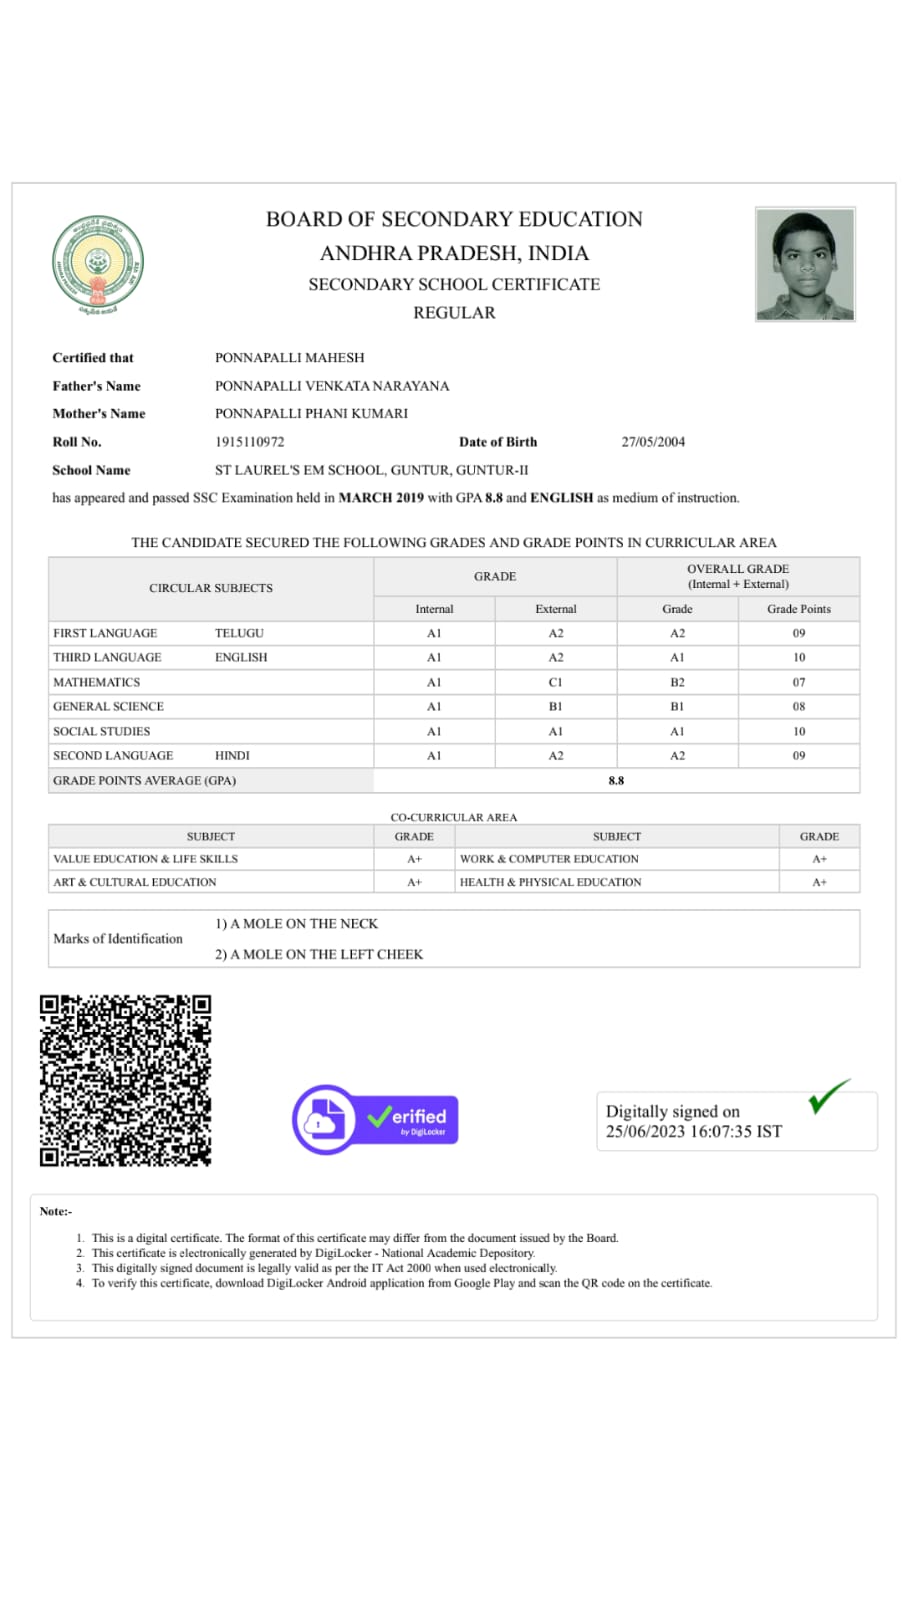 BOARD OF SECONDARY EDUCATION
ANDHRA PRADESH, INDIA
SECONDARY SCHOOL CERTIFICATE
REGULAR
Certified that PONNAPALLI MAHESH
Father's Name PONNAPALLI VENKATA NARAYANA
Mother's Name PONNAPALLI PHANI KUMARI
Roll No. 1915110972 Date of Birth 27/05/2004
School Name ST LAUREL'S EM SCHOOL, GUNTUR, GUNTUR-II
has appeared and passed SSC Examination held in MARCH 2019 with GPA 8.8 and ENGLISH as medium of instruction.
THE CANDIDATE SECURED THE FOLLOWING GRADES AND GRADE POINTS IN CURRICULAR AREA
CIRCULAR SUBJECTS GRADE OVERALL GRADE
(Internal + External)
Internal External Grade Grade Points
FIRST LANGUAGE TELUGU A1 A2 A2 09
THIRD LANGUAGE ENGLISH A1 A2 A1 10
MATHEMATICS A1 C1 B2 07
GENERAL SCIENCE A1 B1 B1 08
SOCIAL STUDIES A1 A1 A1 10
SECOND LANGUAGE HINDI A1 A2 A2 09
GRADE POINTS AVERAGE (GPA) 8.8
CO-CURRICULAR AREA
SUBJECT GRADE SUBJECT GRADE
VALUE EDUCATION & LIFE SKILLS A+ WORK & COMPUTER EDUCATION A+
ART & CULTURAL EDUCATION A+ HEALTH & PHYSICAL EDUCATION A+
Marks of Identification
1) A MOLE ON THE NECK
2) A MOLE ON THE LEFT CHEEK
erified
by DigiLocker
Digitally signed on
25/06/2023 16:07:35 IST
Note:-
1. This is a digital certificate. The format of this certificate may differ from the document issued by the Board.
2. This certificate is electronically generated by DigiLocker - National Academic Depository.
3. This digitally signed document is legally valid as per the IT Act 2000 when used electronically.
4. To verify this certificate, download DigiLocker Android application from Google Play and scan the QR code on the certificate.